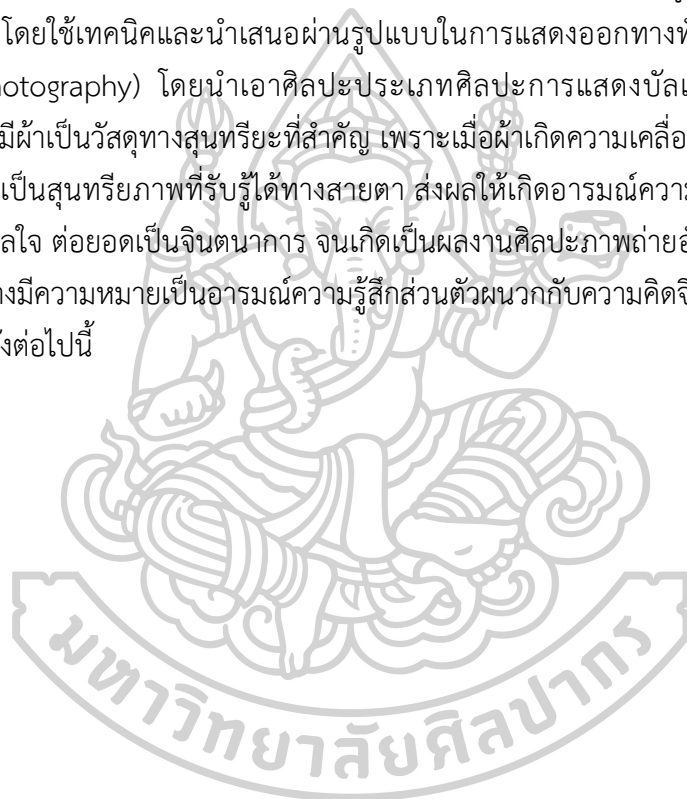 โดยใช้เทคนิคและนำเสนอผ่านรูปแบบในการแสดงออกทาง
hotography) โดยนำเอาศิลปะประเภทศิลปะการแสดงบัลเ
มีผ้าเป็นวัสดุทางสุนทรียะที่สำคัญ เพราะเมื่อผ้าเกิดความเคลื่อ
เป็นสุนทรียภาพที่รับรู้ได้ทางสายตา ส่งผลให้เกิดอารมณ์ความ
ลใจ ต่อยอดเป็นจินตนาการ จนเกิดเป็นผลงานศิลปะภาพถ่าย
างมีความหมายเป็นอารมณ์ความรู้สึกส่วนตัวผนวกกับความคิดจิ
ังต่อไปนี้
มหาวิทยาลัยศิลปากร